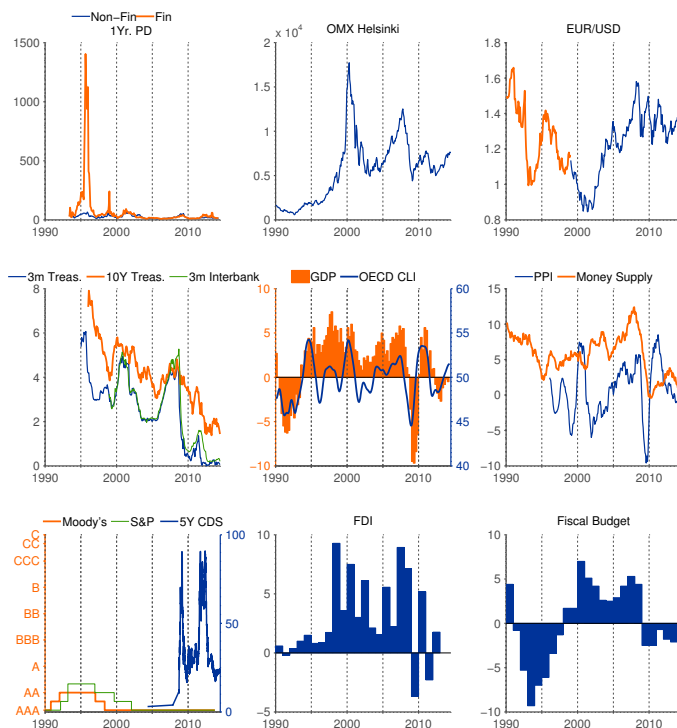 Non-Fin Fin
1Yr. PD
1500
1000
500
0
1990 2000 2010
OMX Helsinki
2 x 10^4
1.5
1
0.5
0
1990 2000 2010
EUR/USD
1.8
1.6
1.4
1.2
1
0.8
1990 2000 2010
3m Treas. 10Y Treas. 3m Interbank
8
6
4
2
0
1990 2000 2010
GDP OECD CLI
10 60
5 55
0 50
−5 45
−10 40
1990 2000 2010
PPI Money Supply
15
10
5
0
−5
−10
1990 2000 2010
Moody's S&P 5Y CDS
C 100
CC
CCC
B
BB 50
BBB
A
AA
AAA 0
1990 2000 2010
FDI
10
5
0
−5
1990 2000 2010
Fiscal Budget
10
5
0
−5
−10
1990 2000 2010